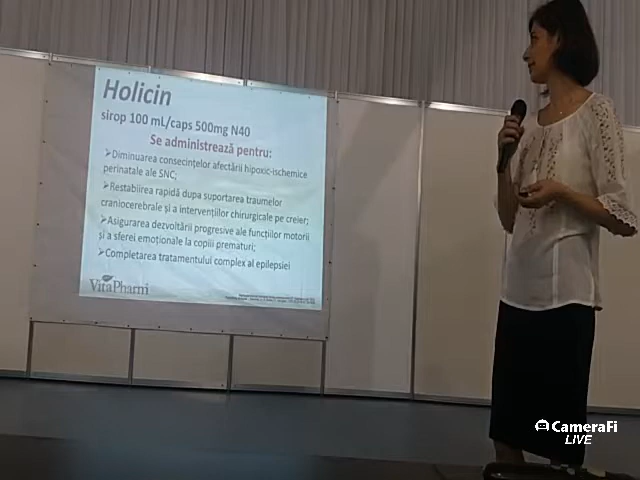 Holicin
sirop 100 mL/caps 500mg N40
Se administrează pentru:
➢Diminuarea consecințelor afectării hipoxic-ischemice
perinatale ale SNC;
➢Restabiirea rapidă dupa suportarea traumelor
craniocerebrale și a intervențiilor chirurgicale pe creier;
➢Asigurarea dezvoltării progresive ale funcțiilor motorii
și a sferei emoționale la copiii prematuri;
➢Completarea tratamentului complex al epilepsiei
VitaPharm
CameraFi
LIVE